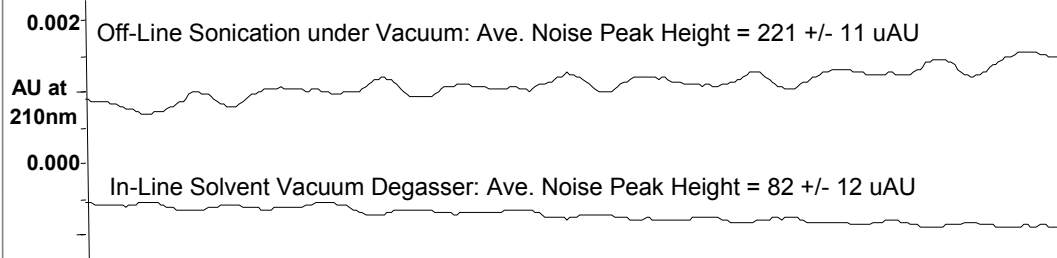 0.002
Off-Line Sonication under Vacuum: Ave. Noise Peak Height = 221 +/- 11 uAU
AU at
210nm
0.000
In-Line Solvent Vacuum Degasser: Ave. Noise Peak Height = 82 +/- 12 uAU